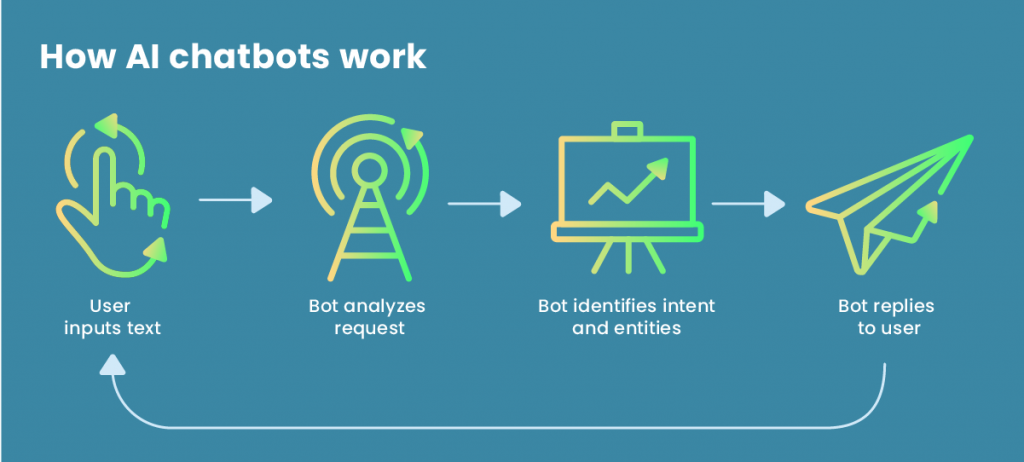 How AI chatbots work
User
inputs text
Bot analyzes
request
Bot identifies intent
and entities
Bot replies
to user